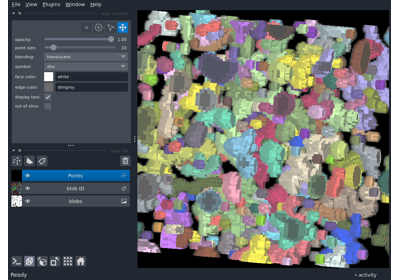 File View Plugins Window Help
opacity: 1.00
point size: 10
blending: translucent
symbol: disc
face color: white
edge color: dimgrey
display text:
out of slice:
Points
blob ID
blobs
Ready
activity